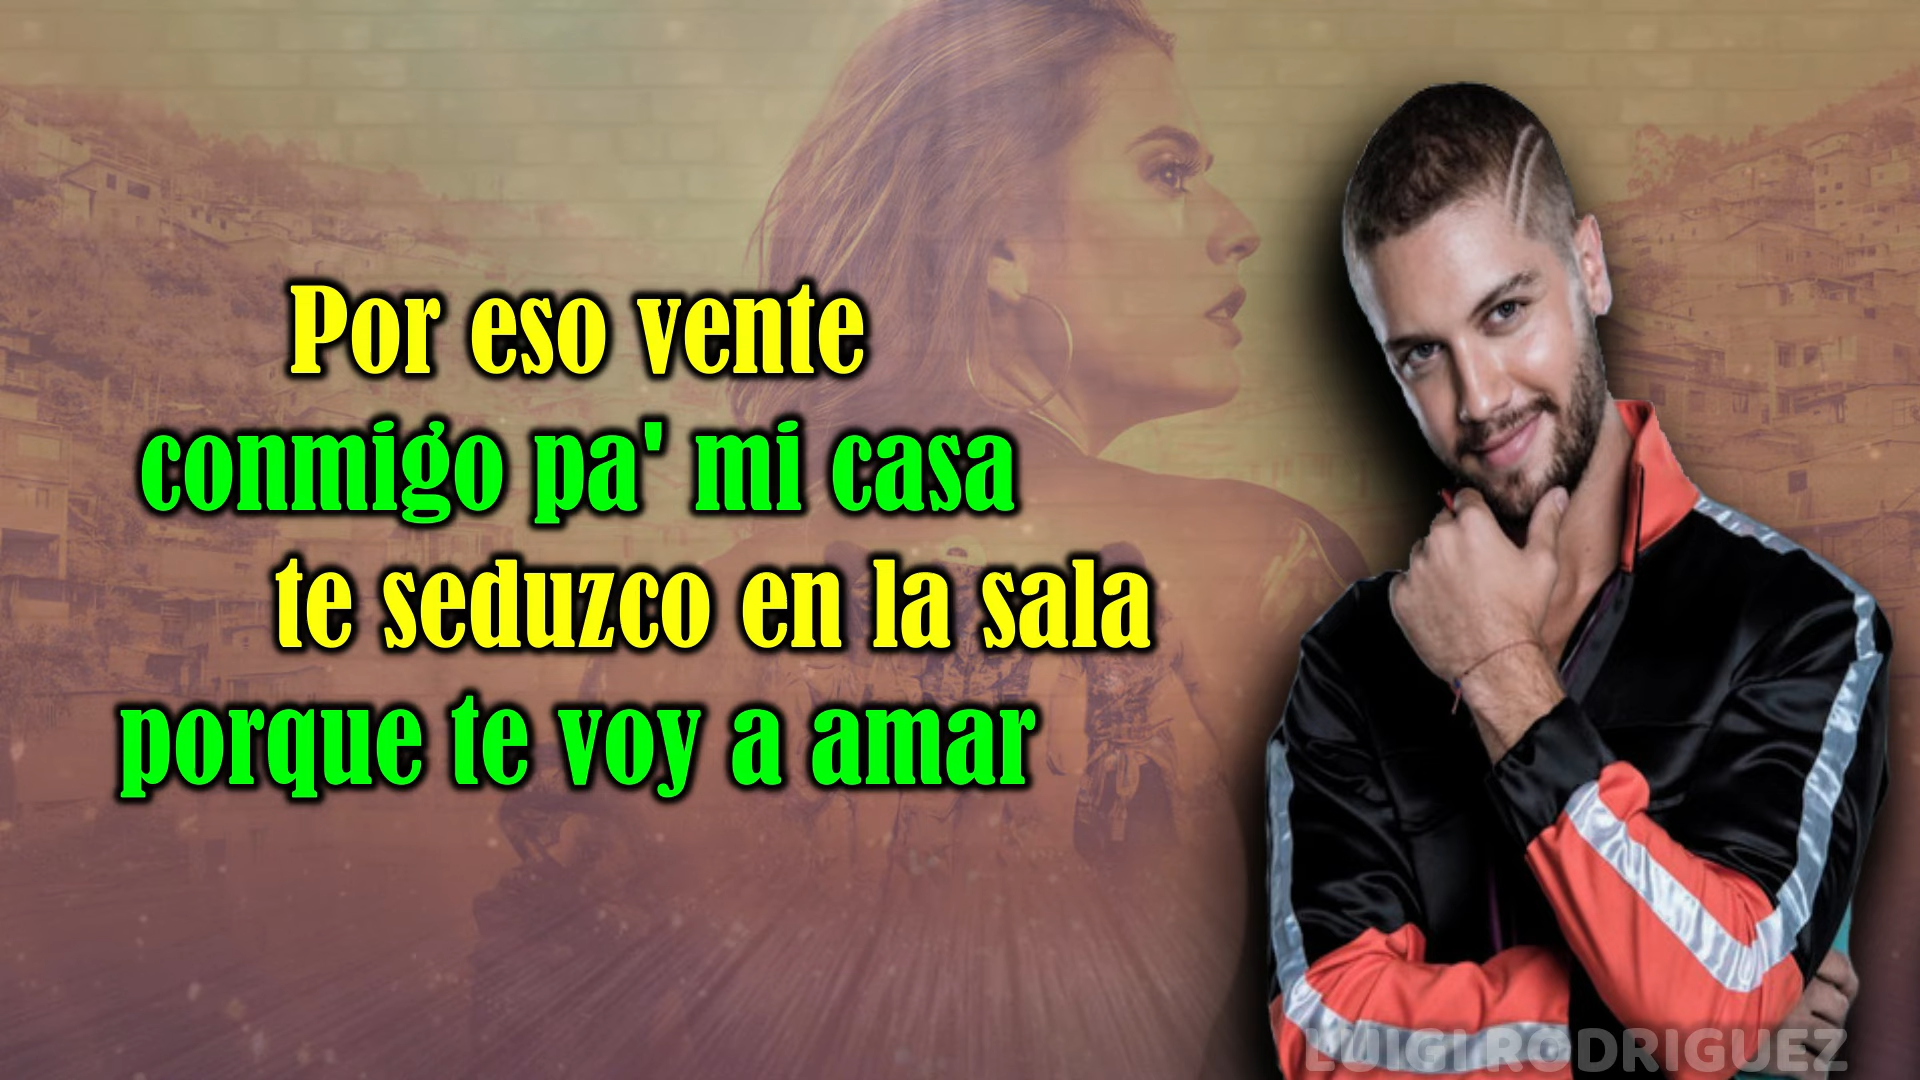 Por eso vente
conmigo pa' mi casa
te seduzco en la sala
porque te voy a amar
LUIGI RODRIGUEZ